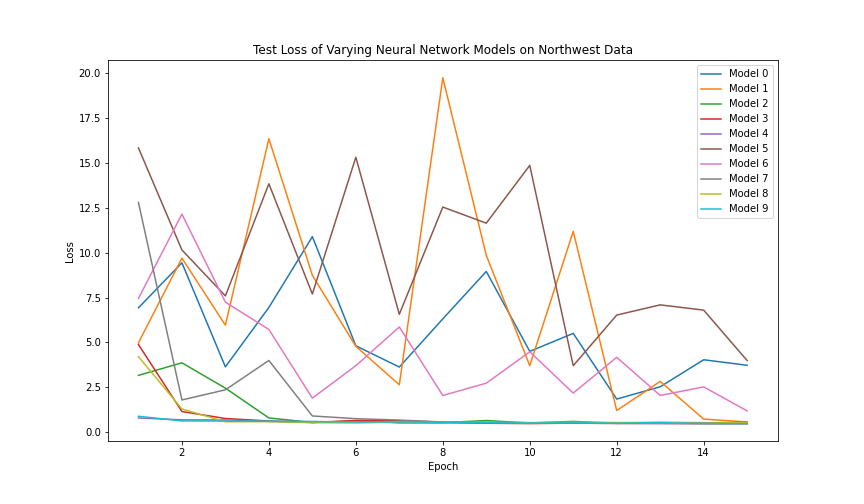 Test Loss of Varying Neural Network Models on Northwest Data
20.0
17.5
15.0
12.5
10.0
7.5
5.0
2.5
0.0
Loss
2 4 6 8 10 12 14
Epoch
Model 0
Model 1
Model 2
Model 3
Model 4
Model 5
Model 6
Model 7
Model 8
Model 9